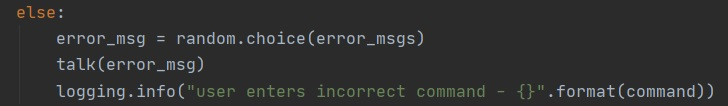 else:
    error_msg = random.choice(error_msgs)
    talk(error_msg)
    logging.info("user enters incorrect command - {}".format(command))